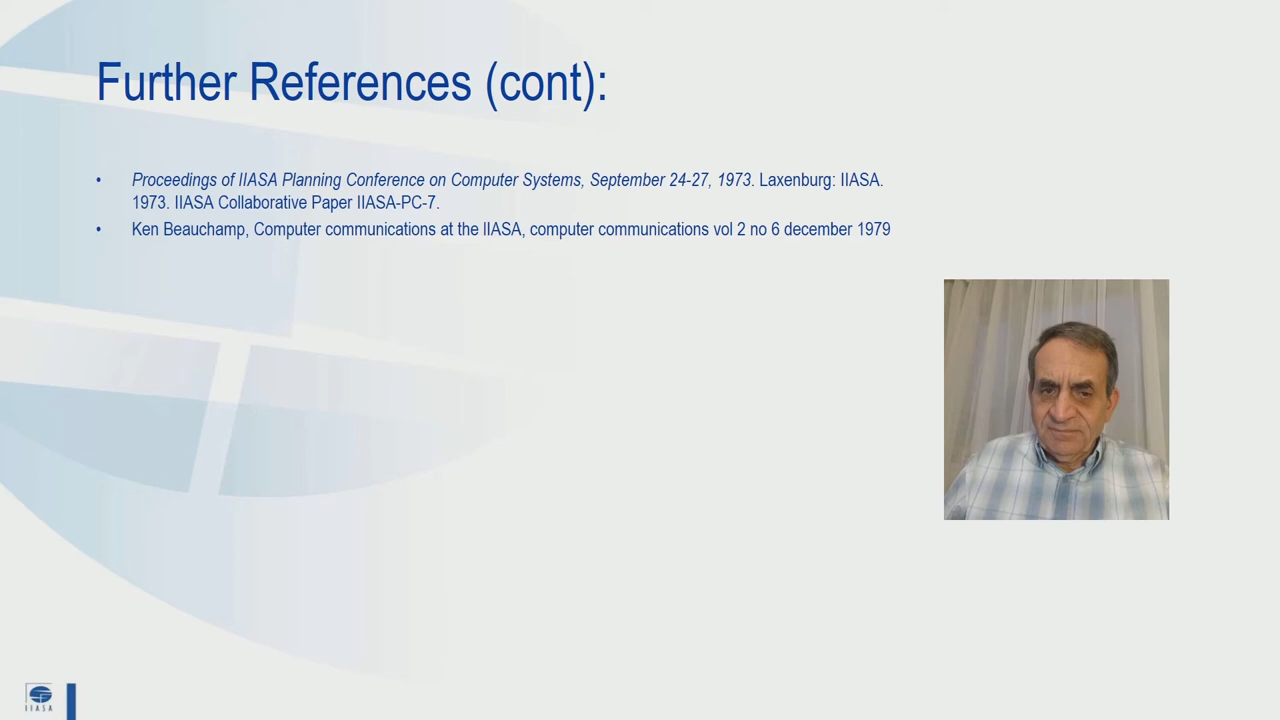 Further References (cont):
• Proceedings of IIASA Planning Conference on Computer Systems, September 24-27, 1973. Laxenburg: IIASA.
1973. IIASA Collaborative Paper IIASA-PC-7.
• Ken Beauchamp, Computer communications at the IIASA, computer communications vol 2 no 6 december 1979
IIASA